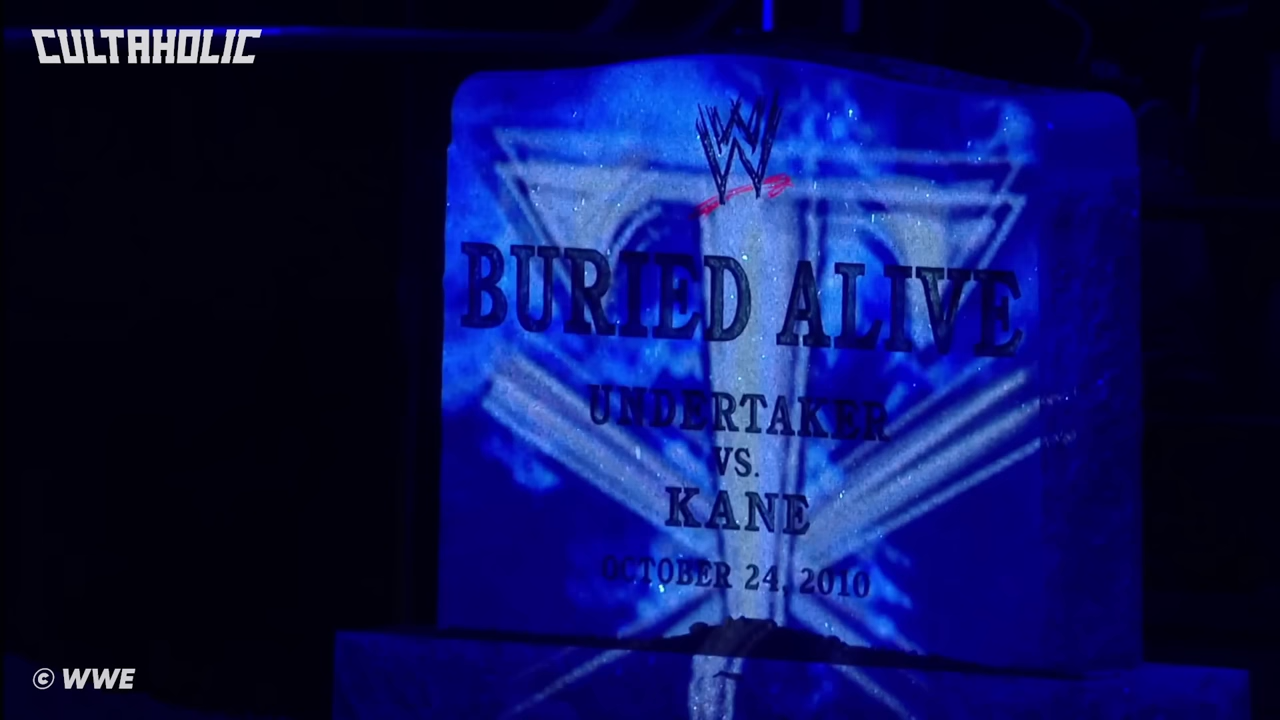 CULTAHOLIC
W
BURIED ALIVE
UNDERTAKER
VS.
KANE
OCTOBER 24, 2010
© WWE